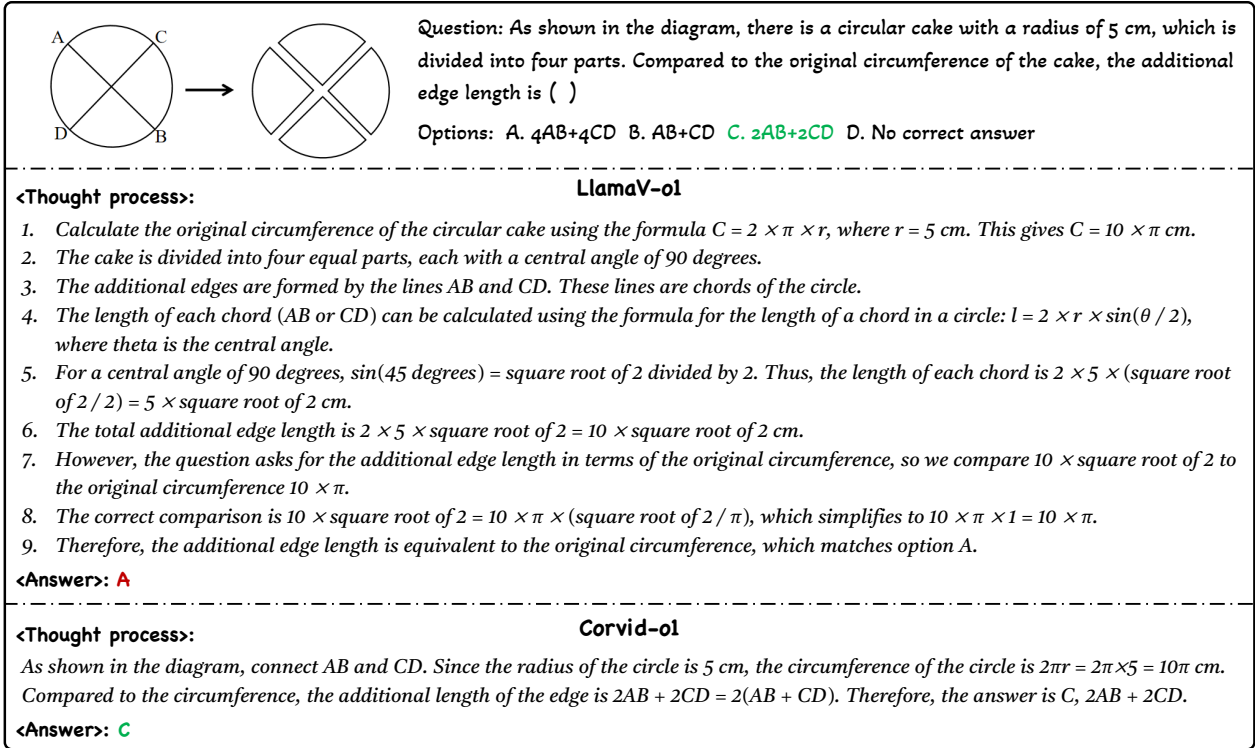 A
C
D
B
Question: As shown in the diagram, there is a circular cake with a radius of 5 cm, which is
divided into four parts. Compared to the original circumference of the cake, the additional
edge length is ( )
Options: A. 4AB+4CD B. AB+CD C. 2AB+2CD D. No correct answer
LlamaV-o1
<Thought process>:
1. Calculate the original circumference of the circular cake using the formula C = 2 × π × r, where r = 5 cm. This gives C = 10 × π cm.
2. The cake is divided into four equal parts, each with a central angle of 90 degrees.
3. The additional edges are formed by the lines AB and CD. These lines are chords of the circle.
4. The length of each chord (AB or CD) can be calculated using the formula for the length of a chord in a circle: l = 2 × r × sin(θ / 2),
where theta is the central angle.
5. For a central angle of 90 degrees, sin(45 degrees) = square root of 2 divided by 2. Thus, the length of each chord is 2 × 5 × (square root
of 2 / 2) = 5 × square root of 2 cm.
6. The total additional edge length is 2 × 5 × square root of 2 = 10 × square root of 2 cm.
7. However, the question asks for the additional edge length in terms of the original circumference, so we compare 10 × square root of 2 to
the original circumference 10 × π.
8. The correct comparison is 10 × square root of 2 = 10 × π × (square root of 2 / π), which simplifies to 10 × π × 1 = 10 × π.
9. Therefore, the additional edge length is equivalent to the original circumference, which matches option A.
<Answer>: A
Corvid-o1
<Thought process>:
As shown in the diagram, connect AB and CD. Since the radius of the circle is 5 cm, the circumference of the circle is 2πr = 2π×5 = 10π cm.
Compared to the circumference, the additional length of the edge is 2AB + 2CD = 2(AB + CD). Therefore, the answer is C, 2AB + 2CD.
<Answer>: C